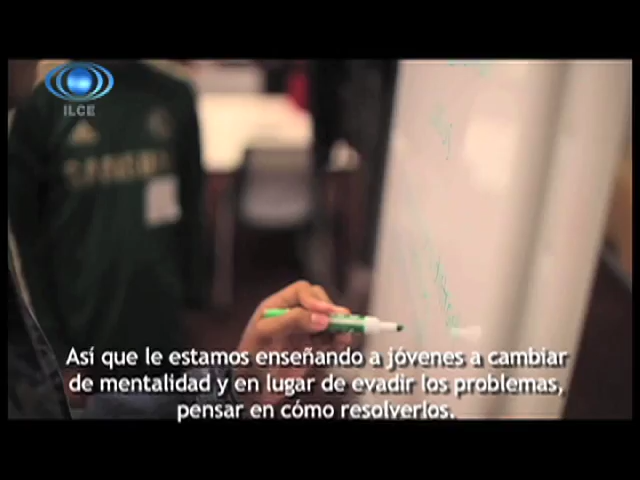 ILCE
SAMSUNG
Así que le estamos enseñando a jóvenes a cambiar
de mentalidad y en lugar de evadir los problemas,
pensar en cómo resolverlos.